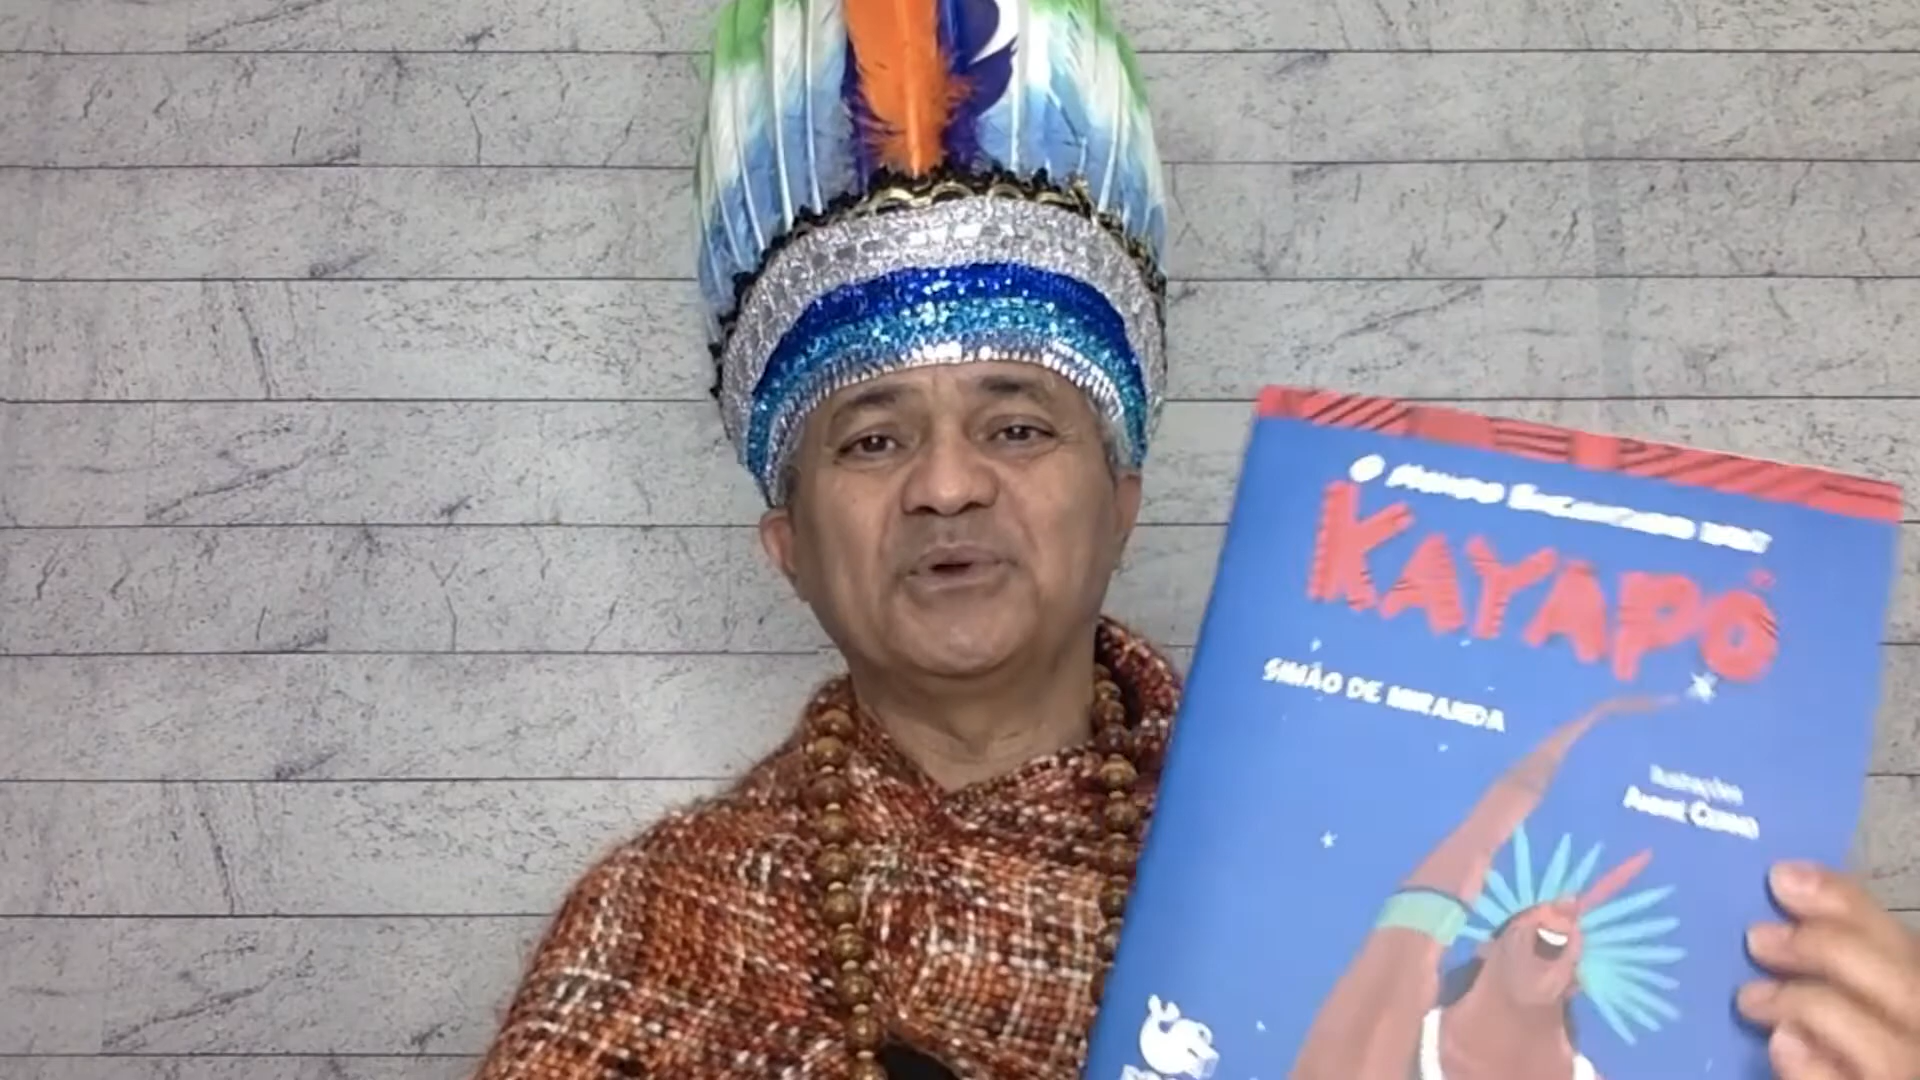 O Mundo Encantado dos
KAYAPÓ
SIMÃO DE MIRANDA
Ilustrações